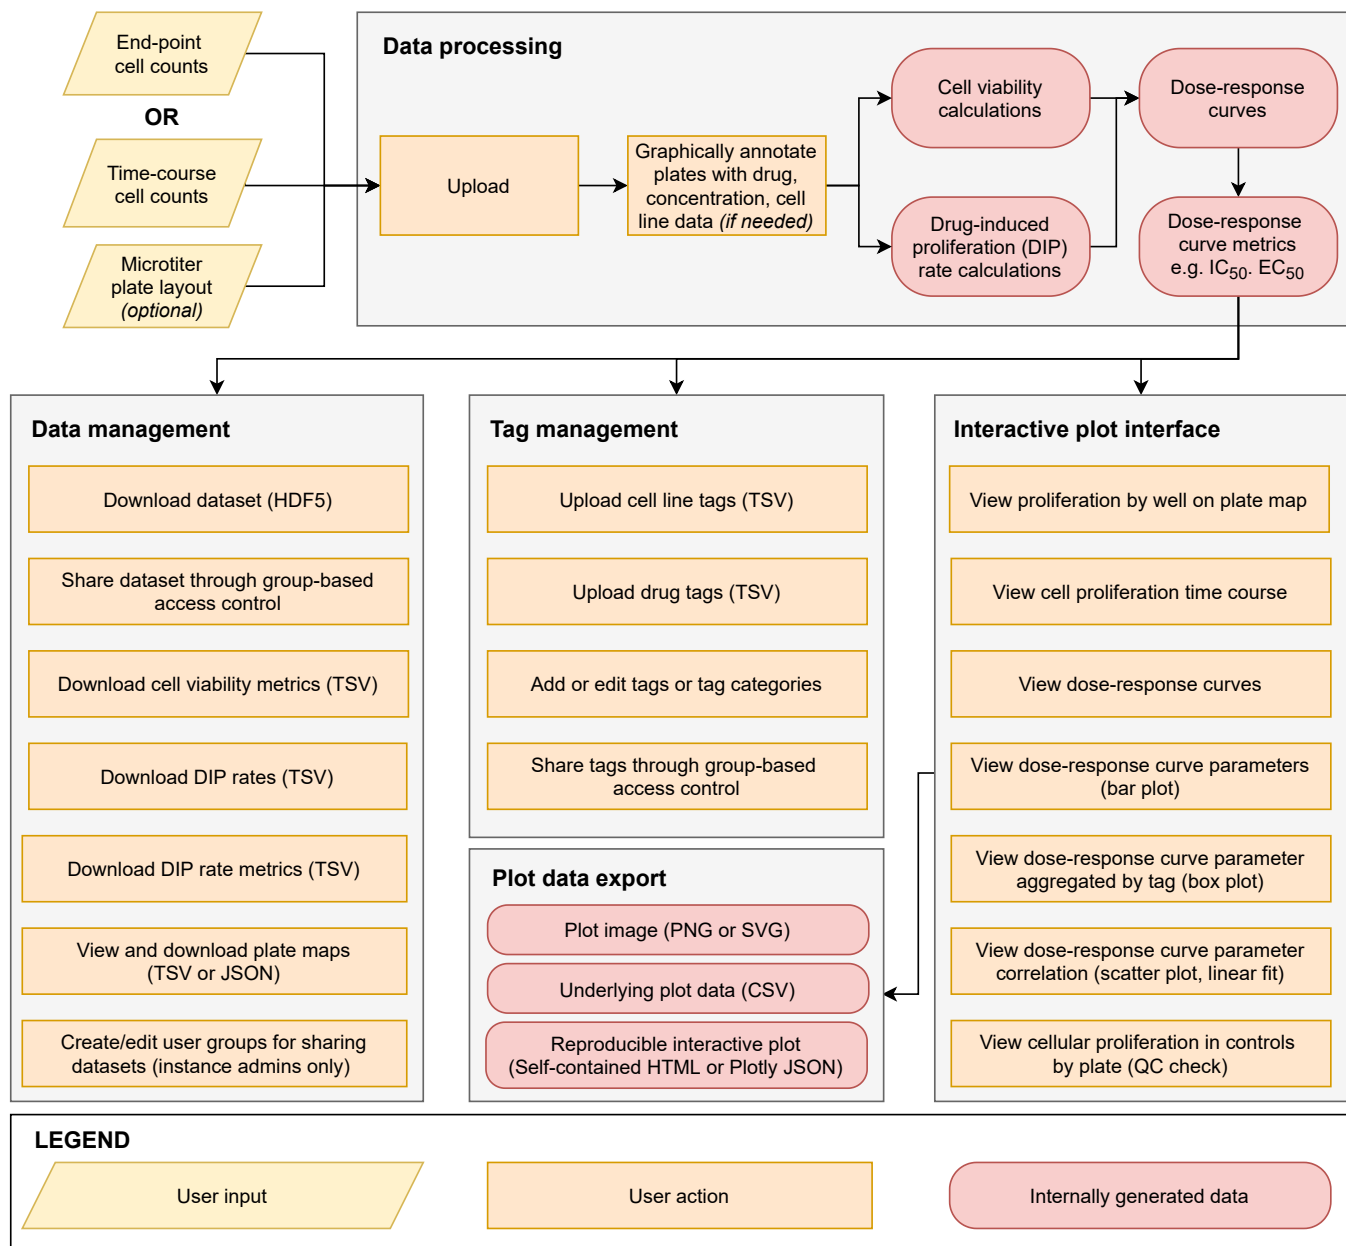 End-point
cell counts
OR
Time-course
cell counts
Microtiter
plate layout
(optional)
Data processing
Upload
Graphically annotate
plates with drug,
concentration, cell
line data (if needed)
Cell viability
calculations
Drug-induced
proliferation (DIP)
rate calculations
Dose-response
curves
Dose-response
curve metrics
e.g. IC50. EC50
Data management
Download dataset (HDF5)
Share dataset through group-based
access control
Download cell viability metrics (TSV)
Download DIP rates (TSV)
Download DIP rate metrics (TSV)
View and download plate maps
(TSV or JSON)
Create/edit user groups for sharing
datasets (instance admins only)
Tag management
Upload cell line tags (TSV)
Upload drug tags (TSV)
Add or edit tags or tag categories
Share tags through group-based
access control
Plot data export
Plot image (PNG or SVG)
Underlying plot data (CSV)
Reproducible interactive plot
(Self-contained HTML or Plotly JSON)
Interactive plot interface
View proliferation by well on plate map
View cell proliferation time course
View dose-response curves
View dose-response curve parameters
(bar plot)
View dose-response curve parameter
aggregated by tag (box plot)
View dose-response curve parameter
correlation (scatter plot, linear fit)
View cellular proliferation in controls
by plate (QC check)
LEGEND
User input
User action
Internally generated data